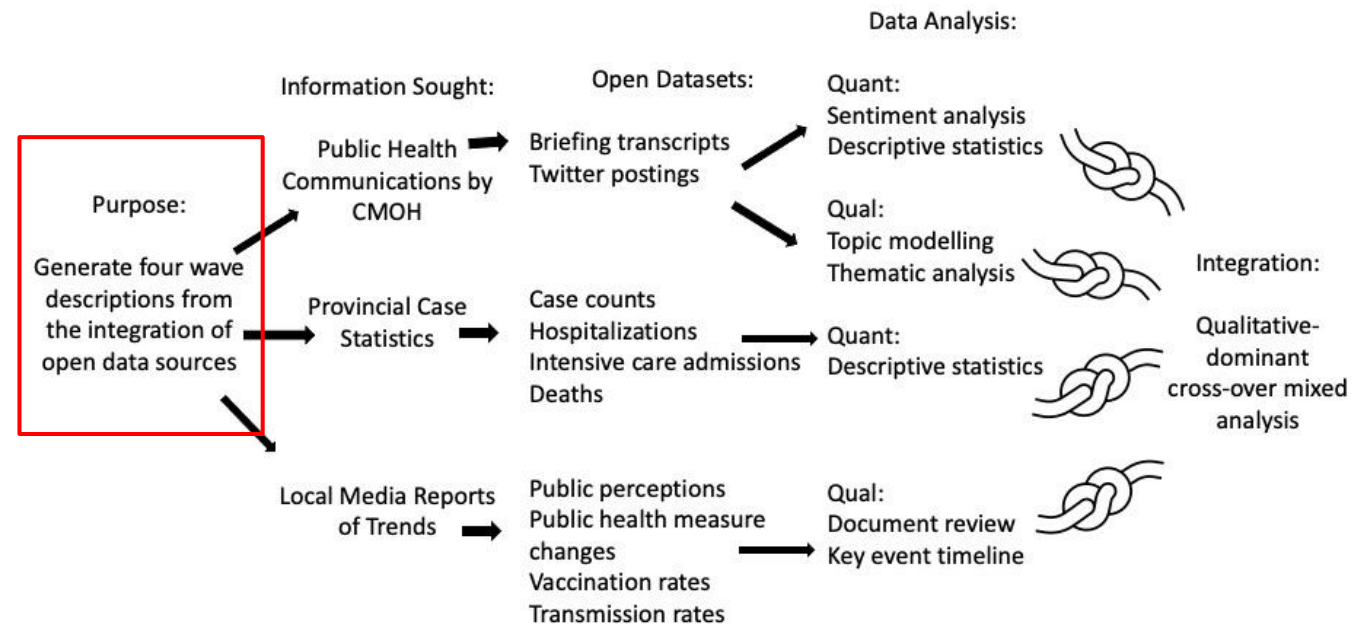 Purpose:
Generate four wave
descriptions from
the integration of
open data sources
Information Sought:
Public Health
Communications by
CMOH
Provincial Case
Statistics
Local Media Reports
of Trends
Open Datasets:
Briefing transcripts
Twitter postings
Case counts
Hospitalizations
Intensive care admissions
Deaths
Public perceptions
Public health measure
changes
Vaccination rates
Transmission rates
Data Analysis:
Quant:
Sentiment analysis
Descriptive statistics
Qual:
Topic modelling
Thematic analysis
Quant:
Descriptive statistics
Qual:
Document review
Key event timeline
Integration:
Qualitative-
dominant
cross-over mixed
analysis